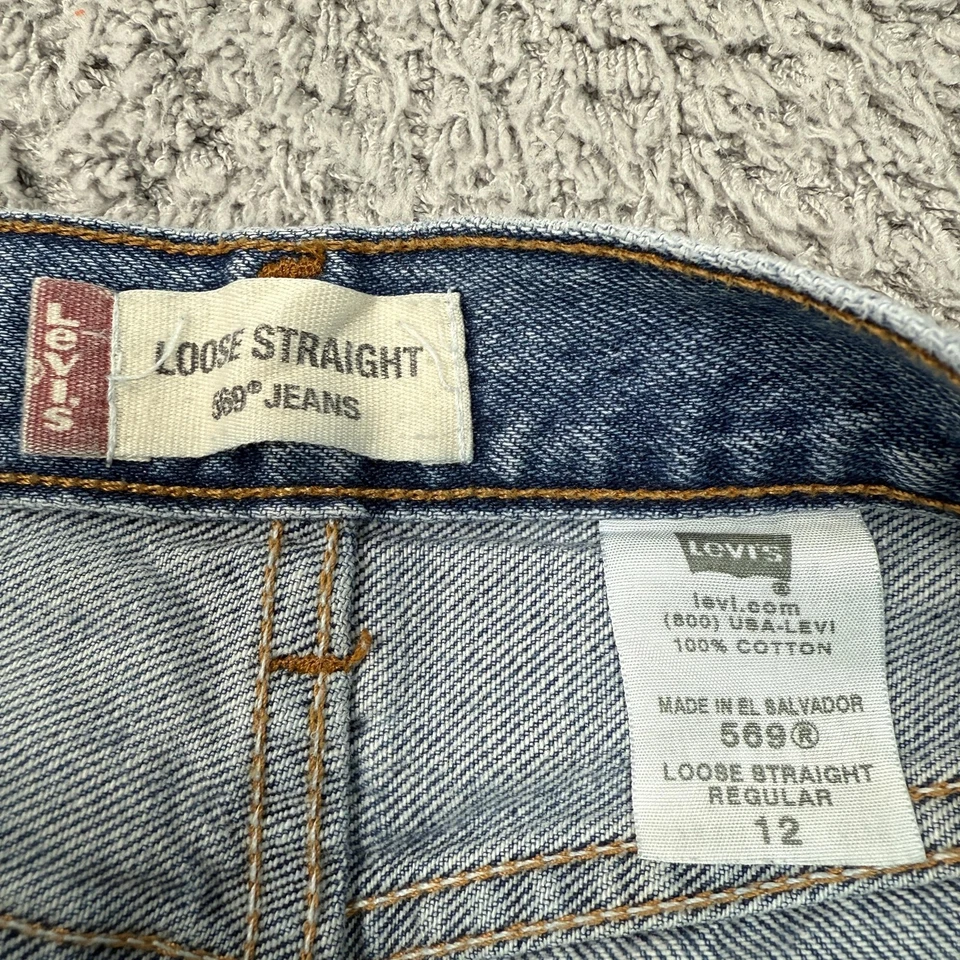 Levi's
LOOSE STRAIGHT
569® JEANS
LEVI'S
®
levi.com
(800) USA-LEVI
100% COTTON
MADE IN EL SALVADOR
569®
LOOSE STRAIGHT
REGULAR
12